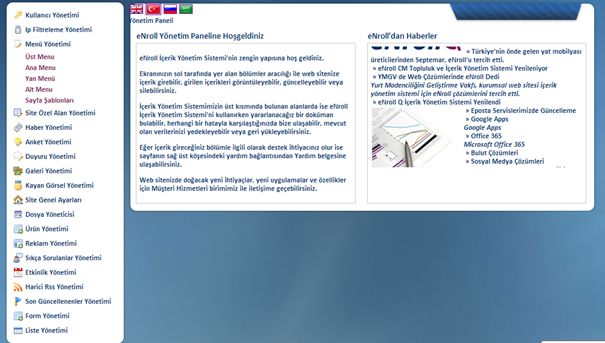 Kullanıcı Yönetimi
Ip Filtreleme Yönetimi
Menü Yönetimi
Üst Menu
Ana Menu
Yan Menü
Alt Menu
Sayfa Şablonları
Site Özel Alan Yönetimi
Haber Yönetimi
Anket Yönetimi
Duyuru Yönetimi
Galeri Yönetimi
Kayan Görsel Yönetimi
Site Genel Ayarları
Dosya Yöneticisi
Ürün Yönetimi
Reklam Yönetimi
Sıkça Sorulanlar Yönetimi
Etkinlik Yönetimi
Harici Rss Yönetimi
Son Güncellenenler Yönetimi
Form Yönetimi
Liste Yönetimi
Yönetim Paneli
eNroll Yönetim Paneline Hoşgeldiniz
eNroll İçerik Yönetim Sistemi'nin zengin yapısına hoş geldiniz.
Ekranınızın sol tarafında yer alan bölümler aracılığı ile web sitenize
içerik girebilir, girilen içerikleri görüntüleyebilir, güncelleyebilir veya
silebilirsiniz.
İçerik Yönetim Sistemimizin üst kısmında bulunan alanlarda ise eNroll
İçerik Yönetim Sistemi'ni kullanırken yararlanacağız bir doküman
bulabilir, herhangi bir hatayla karşılaştığınızda bize ulaşabilir, mevcut
olan verilerinizi yedekleyebilir veya geri yükleyebilirsiniz.
Eğer içerik gireceğiniz bölümle ilgili olarak destek ihtiyacınız olur ise
sayfanın sağ üst köşesindeki yardım bağlantısından Yardım belgesine
ulaşabilirsiniz.
Web sitenizde doğacak yeni ihtiyaçlar, yeni uygulamalar ve özellikler
için Müşteri Hizmetleri birimimiz ile iletişime geçebilirsiniz.
eNroll'dan Haberler
» Türkiye'nin önde gelen yat mobilyası
üreticilerinden Septemar, eNroll'u tercih etti.
» eNroll CM Topluluk ve İçerik Yönetim Sistemi Yenileniyor
» YMGV de Web Çözümlerinde eNroll Dedi
Yurt Modenciliğini Geliştirme Vakfı, kurumsal web sitesi içerik
yönetim sistemi için eNroll çözümlerini tercih etti.
» eNroll Q İçerik Yönetim Sistemi Yenilendi
» Eposta Servislerimizde Güncelleme
» Google Apps
Google Apps
» Office 365
Microsoft Office 365
» Bulut Çözümleri
» Sosyal Medya Çözümleri